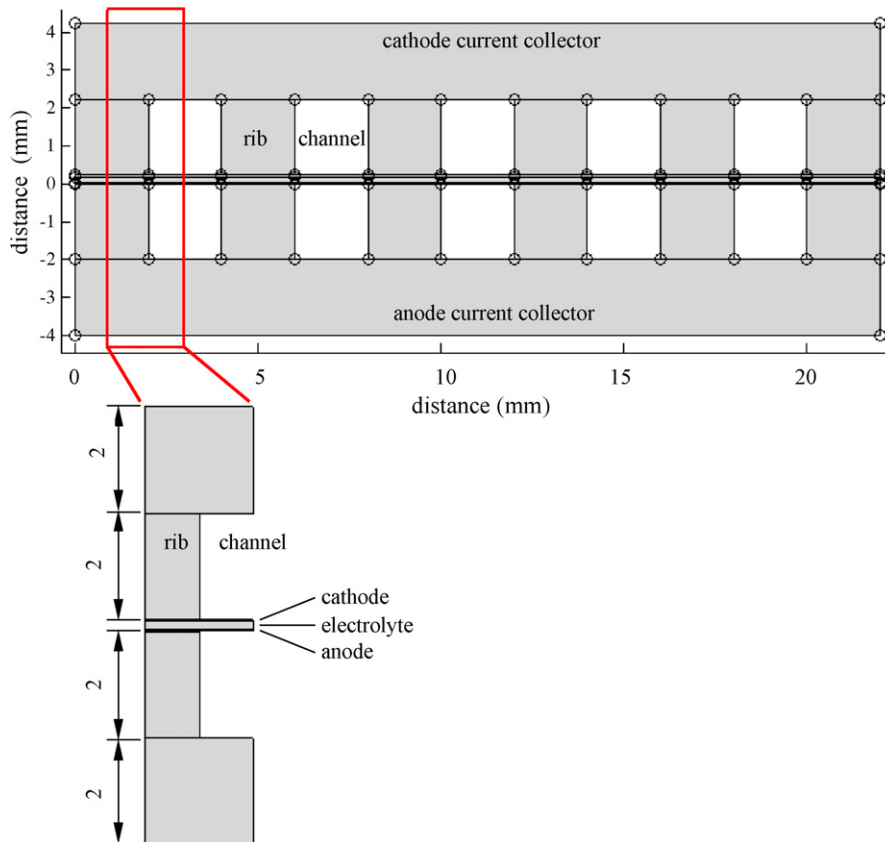 cathode current collector
4
3
2
1
0
-1
-2
-3
-4
distance (mm)
rib channel
anode current collector
0 5 10 15 20
distance (mm)
2
2
rib channel
cathode
electrolyte
anode
2
2